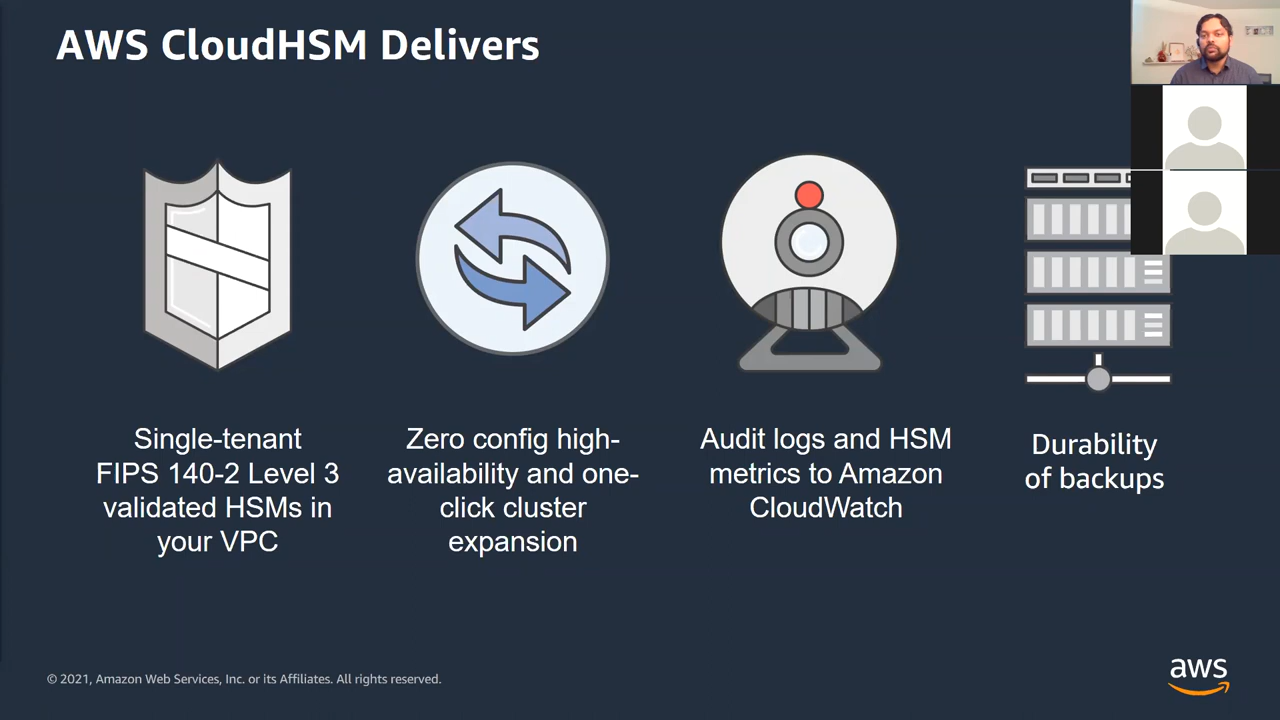 AWS CloudHSM Delivers
Single-tenant
FIPS 140-2 Level 3
validated HSMs in
your VPC
Zero config high-
availability and one-
click cluster
expansion
Audit logs and HSM
metrics to Amazon
CloudWatch
Durability
of backups
© 2021, Amazon Web Services, Inc. or its Affiliates. All rights reserved.
aws